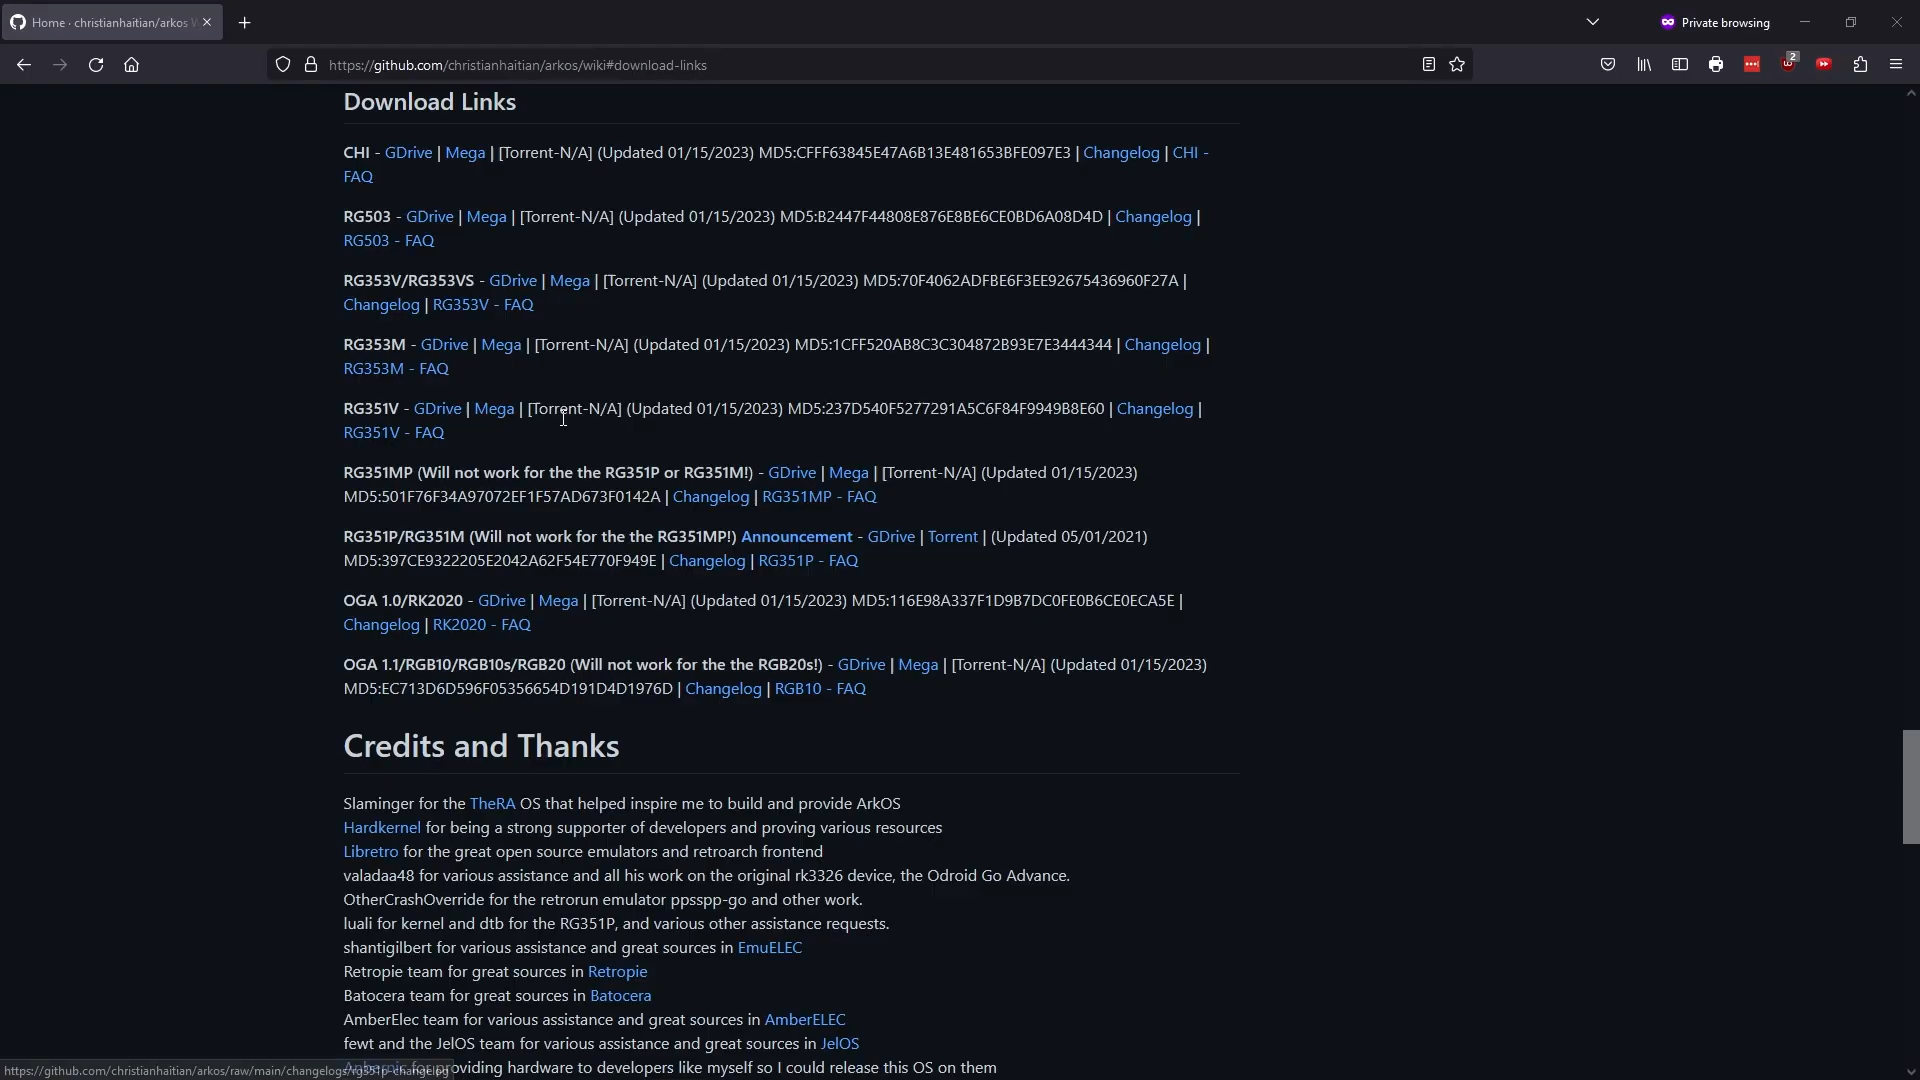 Home · christianhaitian/arkos
Private browsing
https://github.com/christianhaitian/arkos/wiki#download-links
2
Download Links
CHI - GDrive | Mega | [Torrent-N/A] (Updated 01/15/2023) MD5:CFFF63845E47A6B13E481653BFE097E3 | Changelog | CHI -
FAQ
RG503 - GDrive | Mega | [Torrent-N/A] (Updated 01/15/2023) MD5:B2447F44808E876E8BE6CE0BD6A08D4D | Changelog |
RG503 - FAQ
RG353V/RG353VS - GDrive | Mega | [Torrent-N/A] (Updated 01/15/2023) MD5:70F4062ADFBE6F3EE92675436960F27A |
Changelog | RG353V - FAQ
RG353M - GDrive | Mega | [Torrent-N/A] (Updated 01/15/2023) MD5:1CFF520AB8C3C304872B93E7E3444344 | Changelog |
RG353M - FAQ
RG351V - GDrive | Mega | [Torrent-N/A] (Updated 01/15/2023) MD5:237D540F5277291A5C6F84F9949B8E60 | Changelog |
RG351V - FAQ
RG351MP (Will not work for the the RG351P or RG351M!) - GDrive | Mega | [Torrent-N/A] (Updated 01/15/2023)
MD5:501F76F34A97072EF1F57AD673F0142A | Changelog | RG351MP - FAQ
RG351P/RG351M (Will not work for the the RG351MP!) Announcement - GDrive | Torrent | (Updated 05/01/2021)
MD5:397CE9322205E2042A62F54E770F949E | Changelog | RG351P - FAQ
OGA 1.0/RK2020 - GDrive | Mega | [Torrent-N/A] (Updated 01/15/2023) MD5:116E98A337F1D9B7DC0FE0B6CE0ECA5E |
Changelog | RK2020 - FAQ
OGA 1.1/RGB10/RGB10s/RGB20 (Will not work for the the RGB20s!) - GDrive | Mega | [Torrent-N/A] (Updated 01/15/2023)
MD5:EC713D6D596F05356654D191D4D1976D | Changelog | RGB10 - FAQ
Credits and Thanks
Slaminger for the TheRA OS that helped inspire me to build and provide ArkOS
Hardkernel for being a strong supporter of developers and proving various resources
Libretro for the great open source emulators and retroarch frontend
valadaa48 for various assistance and all his work on the original rk3326 device, the Odroid Go Advance.
OtherCrashOverride for the retrorun emulator ppsspp-go and other work.
luali for kernel and dtb for the RG351P, and various other assistance requests.
shantigilbert for various assistance and great sources in EmuELEC
Retropie team for great sources in Retropie
Batocera team for great sources in Batocera
AmberElec team for various assistance and great sources in AmberELEC
fewt and the JelOS team for various assistance and great sources in JelOS
providing hardware to developers like myself so I could release this OS on them
https://github.com/christianhaitian/arkos/raw/main/changelogs/rg351p-change.jpg